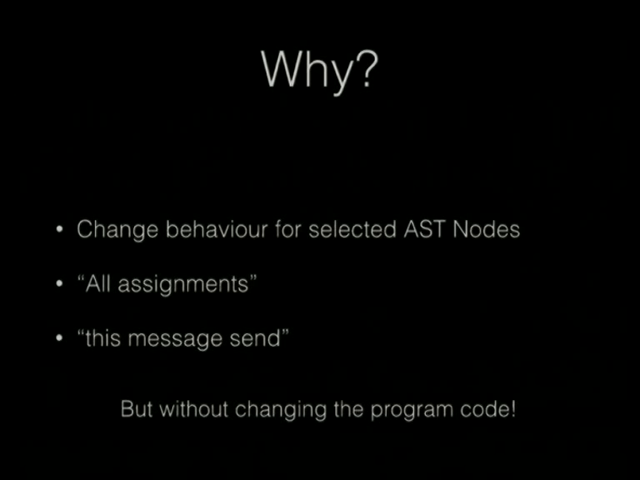 Why?
• Change behaviour for selected AST Nodes
• “All assignments”
• “this message send”
But without changing the program code!